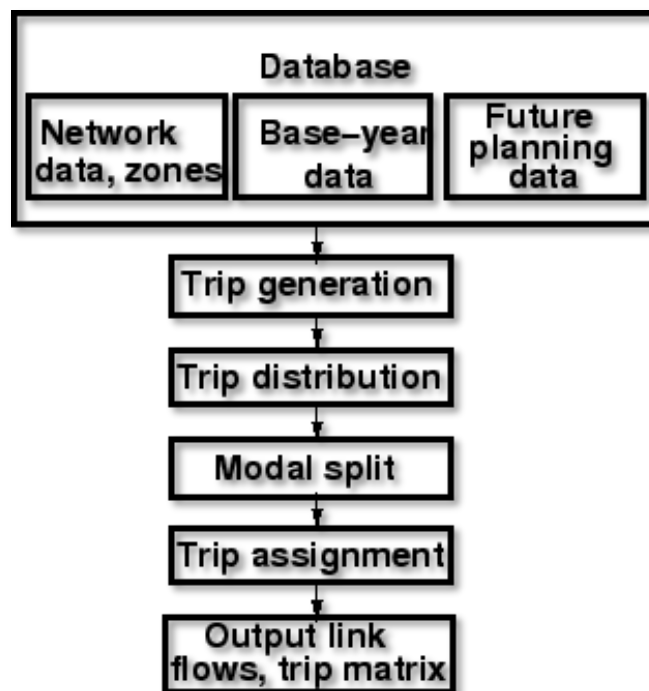 Database
Network
data, zones
Base–year
data
Future
planning
data
Trip generation
Trip distribution
Modal split
Trip assignment
Output link
flows, trip matrix